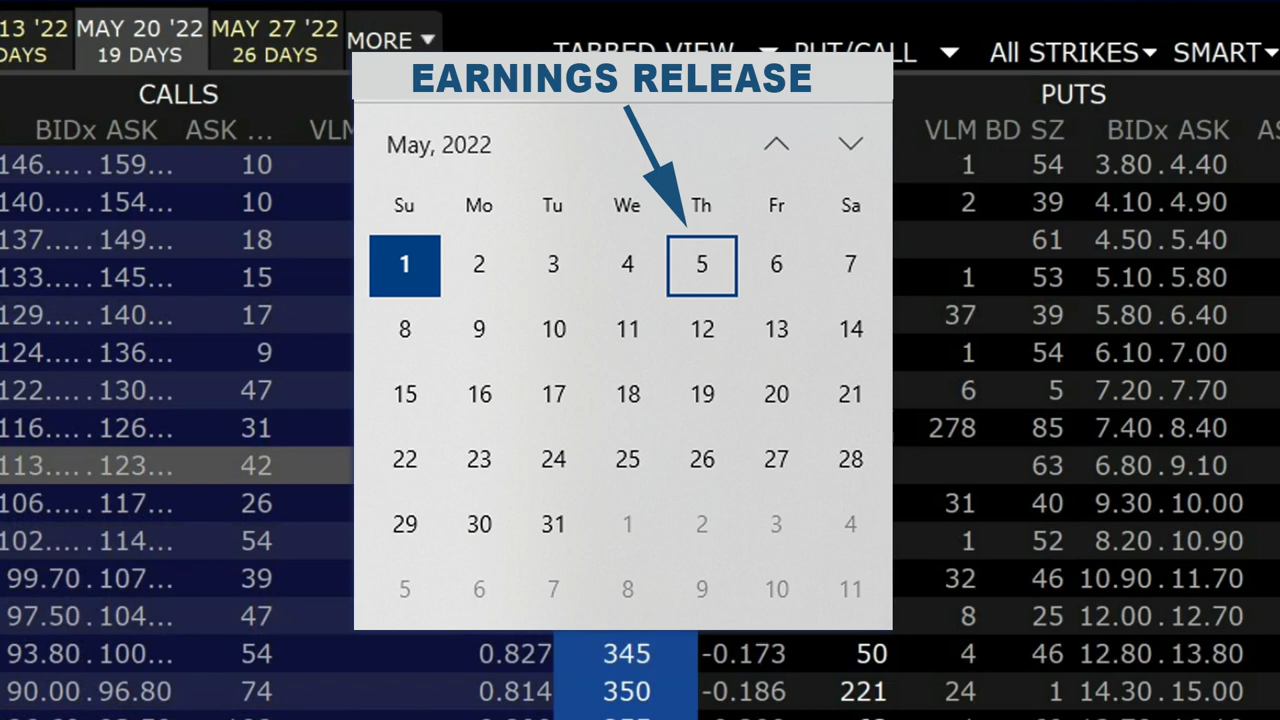 13 '22 MAY 20 '22 MAY 27 '22 MORE
DAYS 19 DAYS 26 DAYS
TABBED VIEW PUT/CALL All STRIKES SMART
EARNINGS RELEASE
CALLS PUTS
BIDx ASK ASK ... VLM VLM BD SZ BIDx ASK
May, 2022
Su Mo Tu We Th Fr Sa
1 2 3 4 5 6 7
8 9 10 11 12 13 14
15 16 17 18 19 20 21
22 23 24 25 26 27 28
29 30 31 1 2 3 4
5 6 7 8 9 10 11
146..... 159... 10 1 54 3.80 . 4.40
140..... 154... 10 2 39 4.10 . 4.90
137..... 149... 18 61 4.50 . 5.40
133..... 145... 15 1 53 5.10 . 5.80
129..... 140... 17 37 39 5.80 . 6.40
124..... 136... 9 1 54 6.10 . 7.00
122..... 130... 47 6 5 7.20 . 7.70
116..... 126... 31 278 85 7.40 . 8.40
113..... 123... 42 63 6.80 . 9.10
106..... 117... 26 31 40 9.30 . 10.00
102..... 114... 54 1 52 8.20 . 10.90
99.70 . 107... 39 32 46 10.90 . 11.70
97.50 . 104... 47 8 25 12.00 . 12.70
93.80 . 100... 54 0.827 345 -0.173 50 4 46 12.80 . 13.80
90.00 . 96.80 74 0.814 350 -0.186 221 24 1 14.30 . 15.00